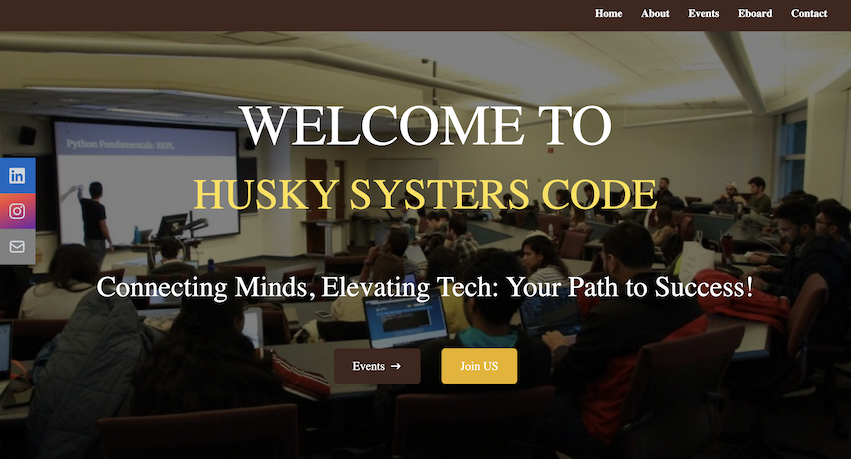 Home About Events Eboard Contact
WELCOME TO
Python Fundamentals: REPL
HUSKY SYSTERS CODE
Connecting Minds, Elevating Tech: Your Path to Success!
Events →
Join US